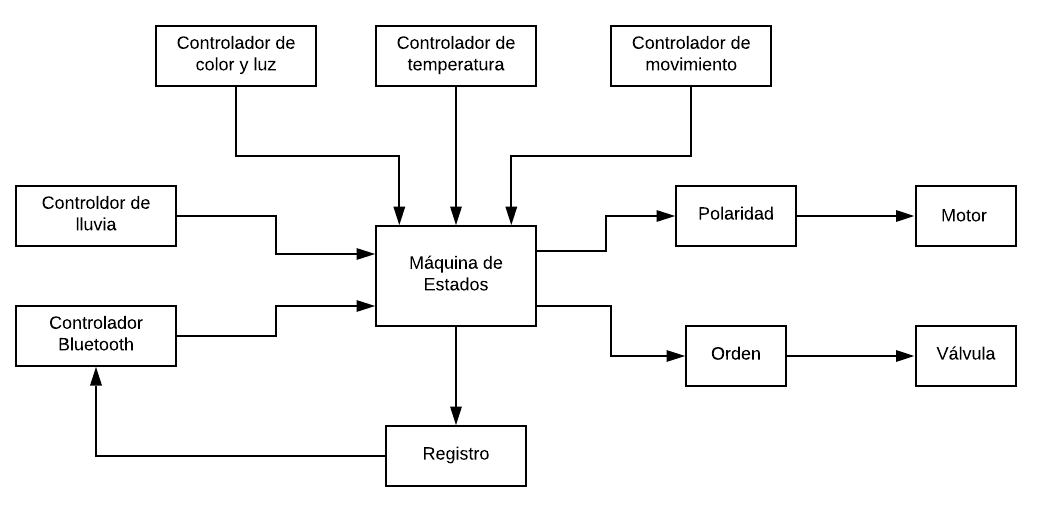 Controlador de
color y luz
Controlador de
temperatura
Controlador de
movimiento
Controldor de
lluvia
Polaridad
Motor
Máquina de
Estados
Controlador
Bluetooth
Orden
Válvula
Registro